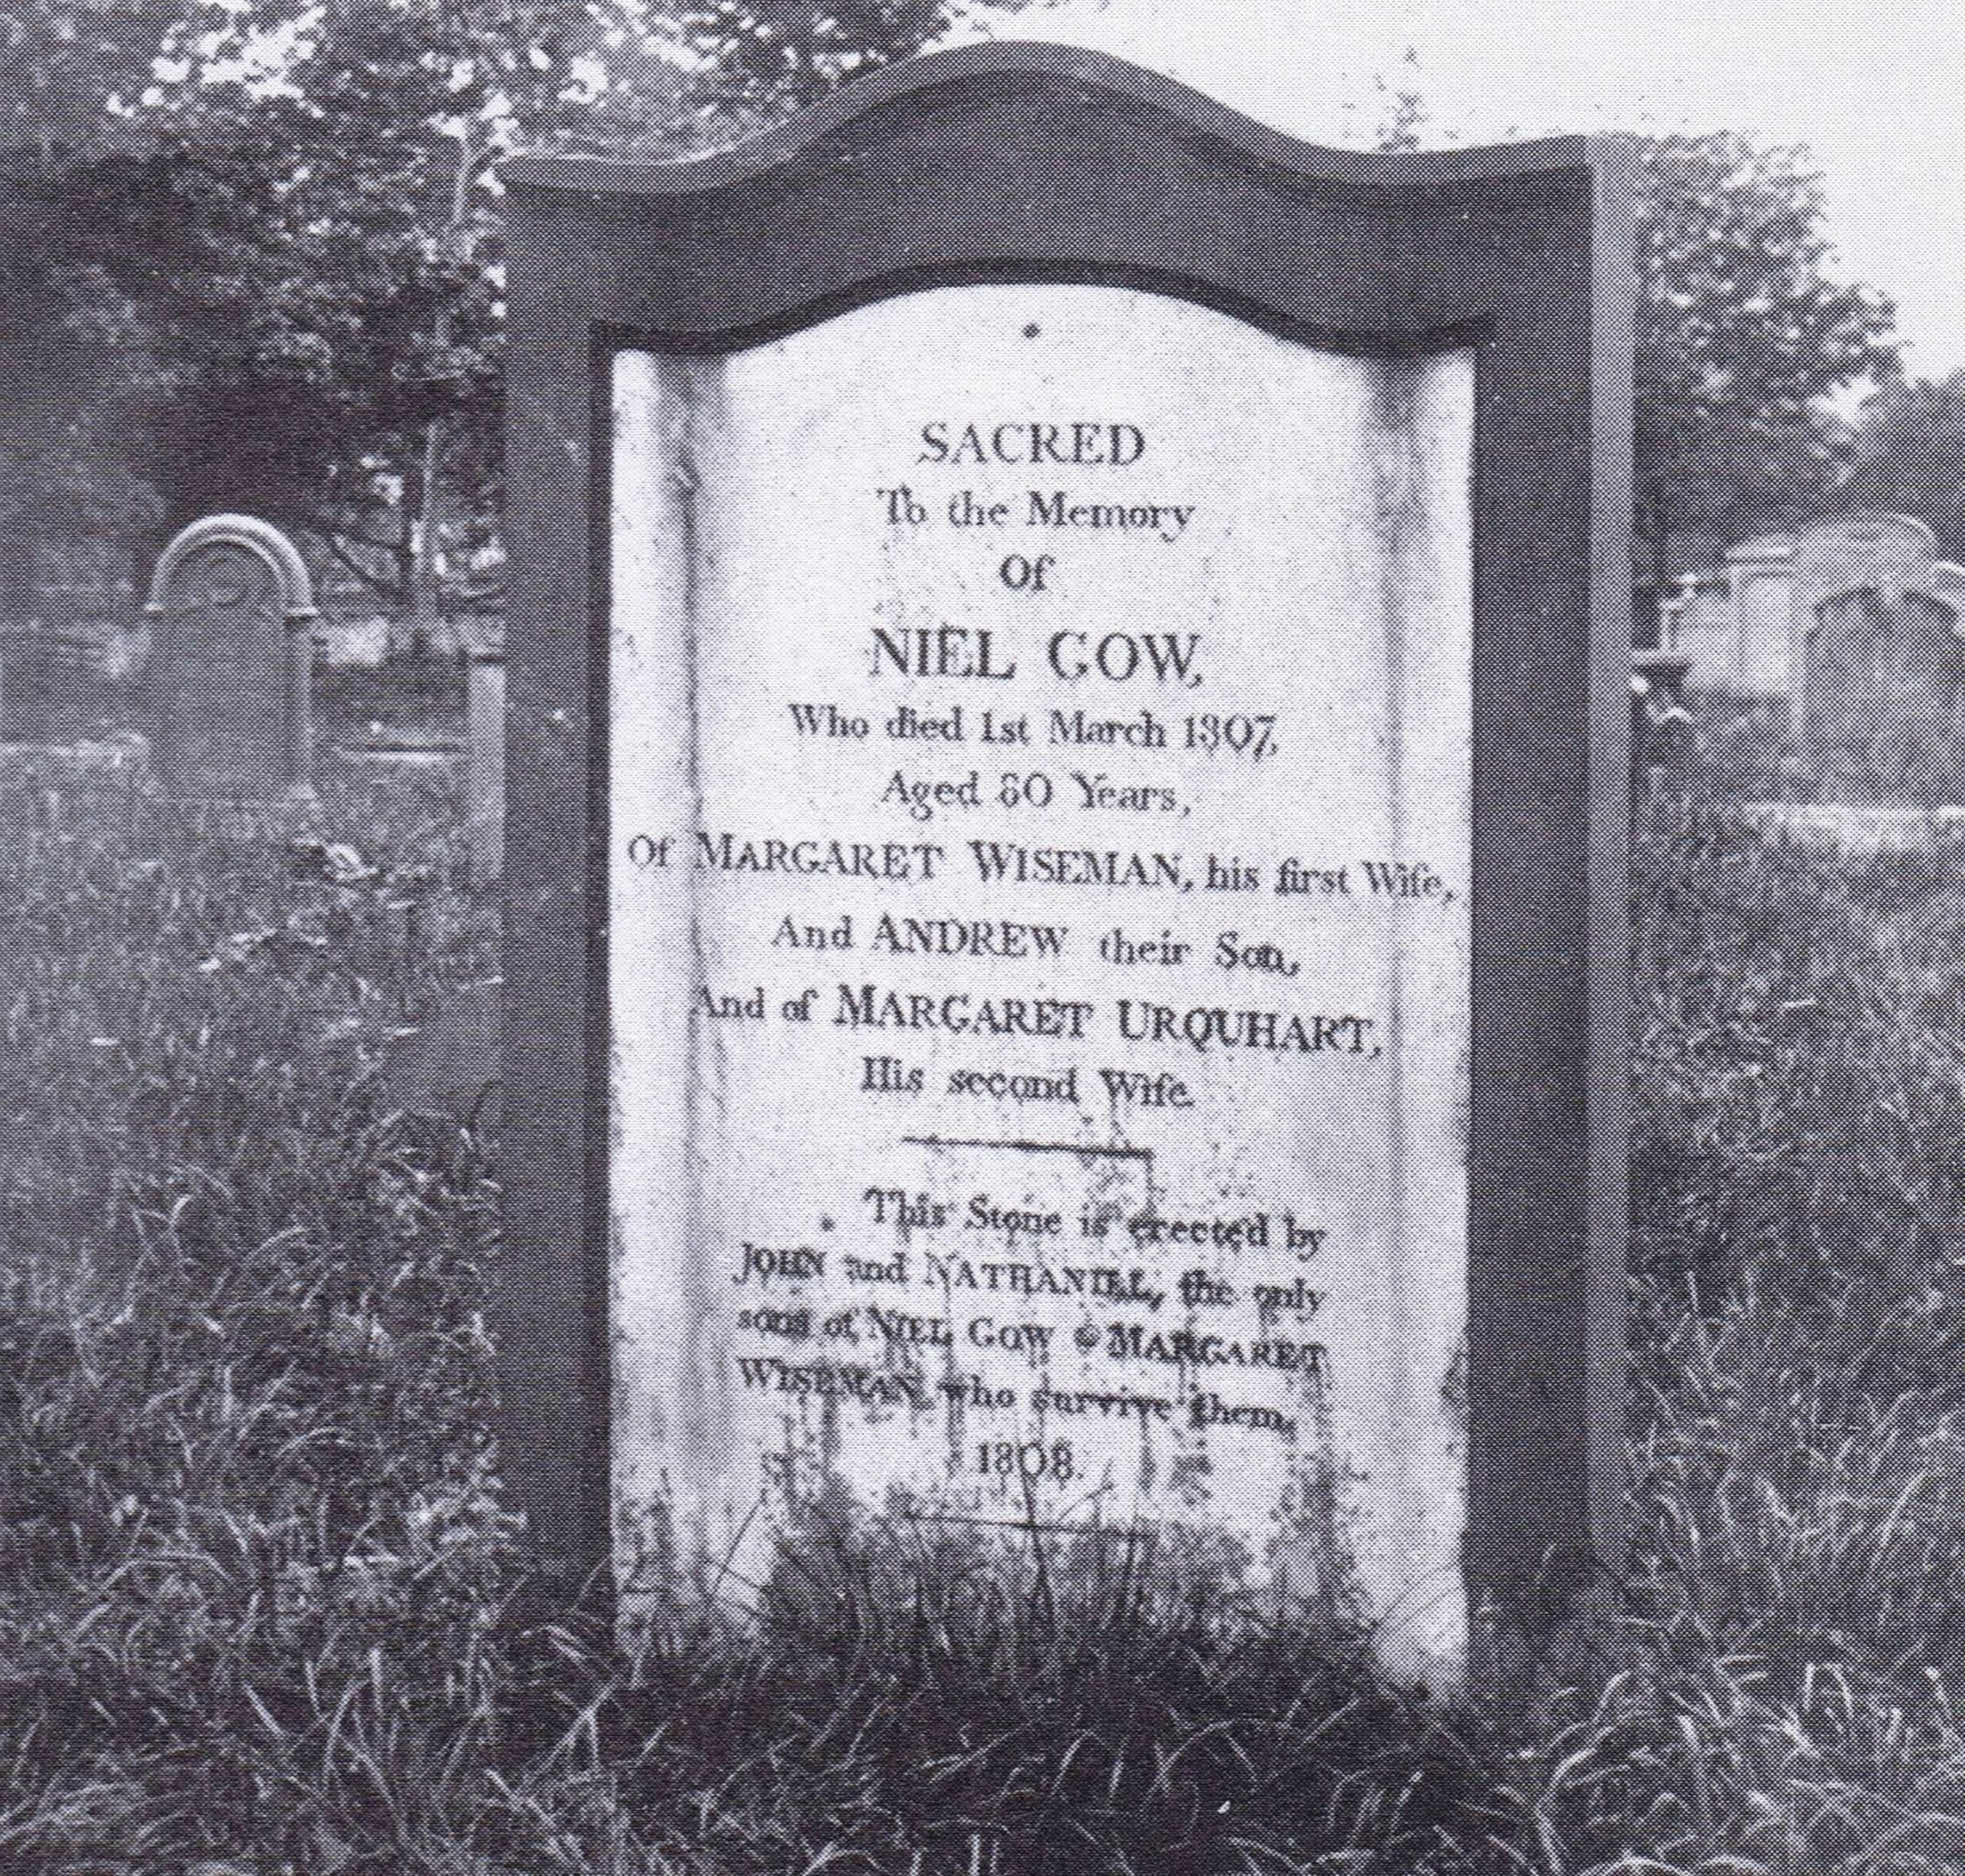 SACRED
To the Memory
Of
NIEL GOW,
Who died 1st March 1807,
Aged 80 Years,
Of MARGARET WISEMAN, his first Wife,
And ANDREW their Son,
And of MARGARET URQUHART,
His second Wife.
This Stone is erected by
JOHN and NATHANIEL, the only
sons of NIEL GOW & MARGARET
WISEMAN who survive them.
1808.